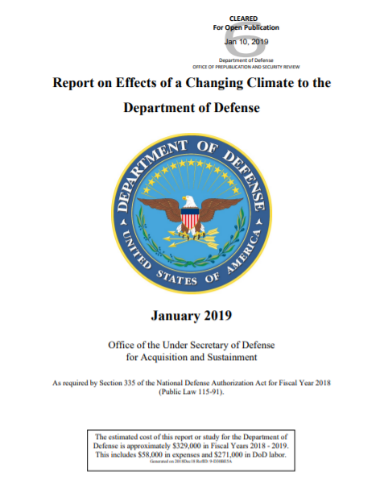 CLEARED
For Open Publication
Jan 10, 2019
Department of Defense
OFFICE OF PREPUBLICATION AND SECURITY REVIEW
Report on Effects of a Changing Climate to the
Department of Defense
DEPARTMENT OF DEFENSE
UNITED STATES OF AMERICA
January 2019
Office of the Under Secretary of Defense
for Acquisition and Sustainment
As required by Section 335 of the National Defense Authorization Act for Fiscal Year 2018
(Public Law 115-91).
The estimated cost of this report or study for the Department of
Defense is approximately $329,000 in Fiscal Years 2018 - 2019.
This includes $58,000 in expenses and $271,000 in DoD labor.